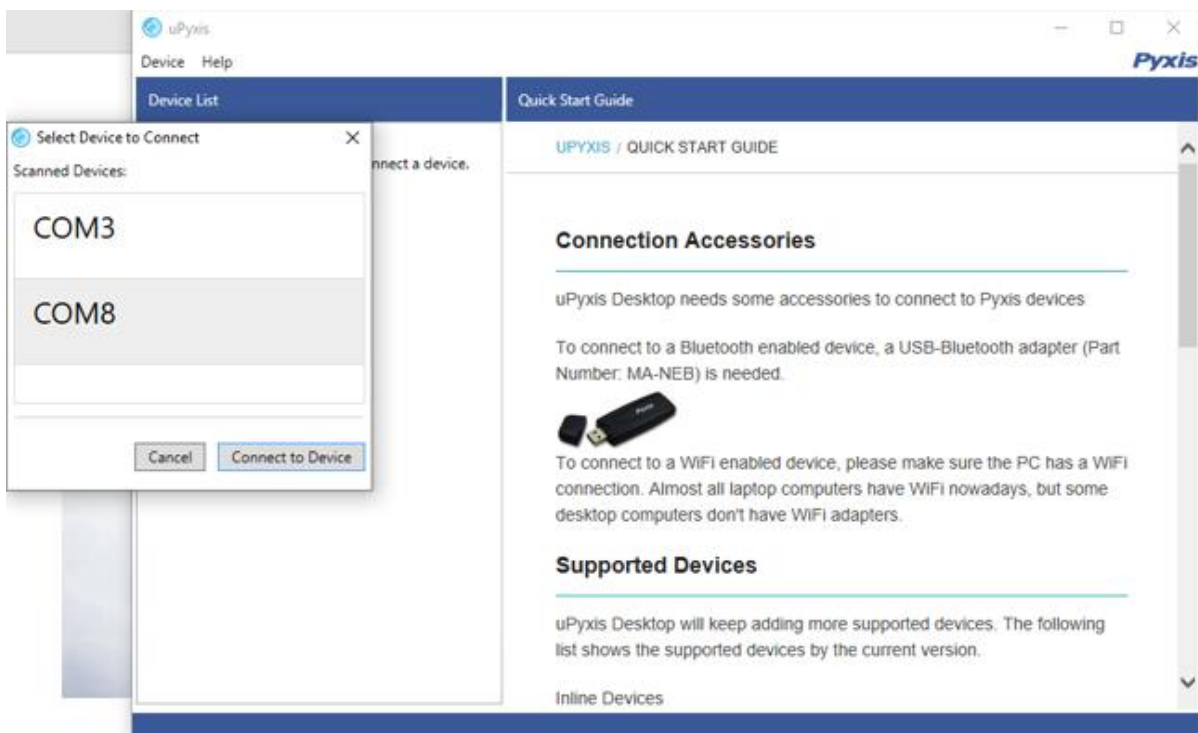 uPyxis
Device Help
Pyxis
Device List
Quick Start Guide
Select Device to Connect
Scanned Devices:
COM3
COM8
Cancel
Connect to Device
a device.
UPYXIS / QUICK START GUIDE
Connection Accessories
uPyxis Desktop needs some accessories to connect to Pyxis devices
To connect to a Bluetooth enabled device, a USB-Bluetooth adapter (Part
Number: MA-NEB) is needed.
Pyxis
To connect to a WiFi enabled device, please make sure the PC has a WiFi
connection. Almost all laptop computers have WiFi nowadays, but some
desktop computers don't have WiFi adapters.
Supported Devices
uPyxis Desktop will keep adding more supported devices. The following
list shows the supported devices by the current version.
Inline Devices